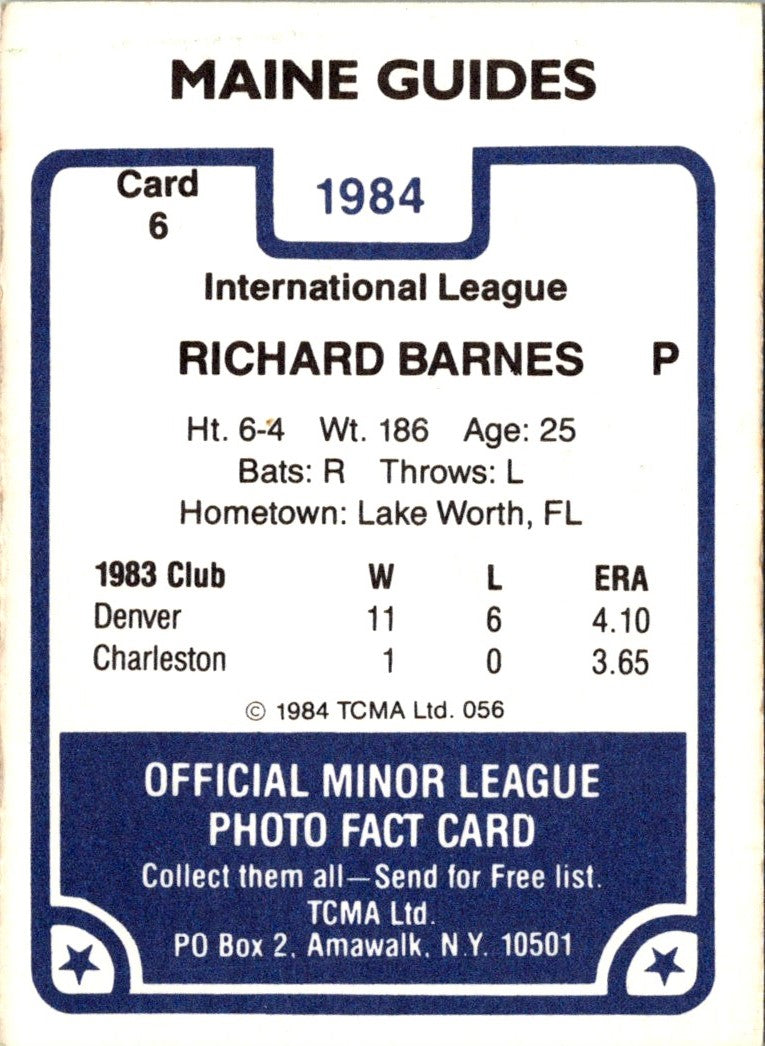 MAINE GUIDES
Card
6
1984
International League
RICHARD BARNES P
Ht. 6-4 Wt. 186 Age: 25
Bats: R Throws: L
Hometown: Lake Worth, FL
1983 Club W L ERA
Denver 11 6 4.10
Charleston 1 0 3.65
© 1984 TCMA Ltd. 056
OFFICIAL MINOR LEAGUE
PHOTO FACT CARD
Collect them all—Send for Free list.
TCMA Ltd.
PO Box 2, Amawalk, N.Y. 10501